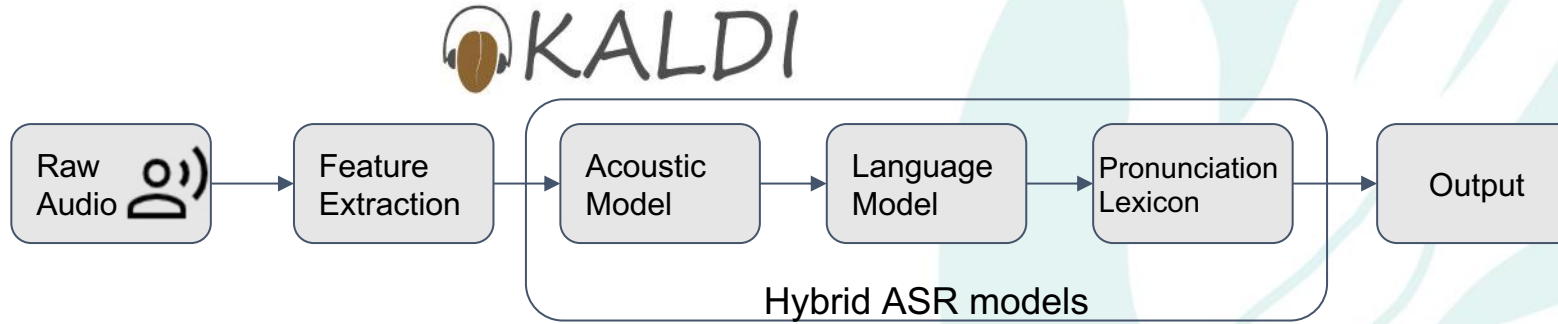 KALDI
Raw
Audio
Feature
Extraction
Acoustic
Model
Language
Model
Pronunciation
Lexicon
Output
Hybrid ASR models